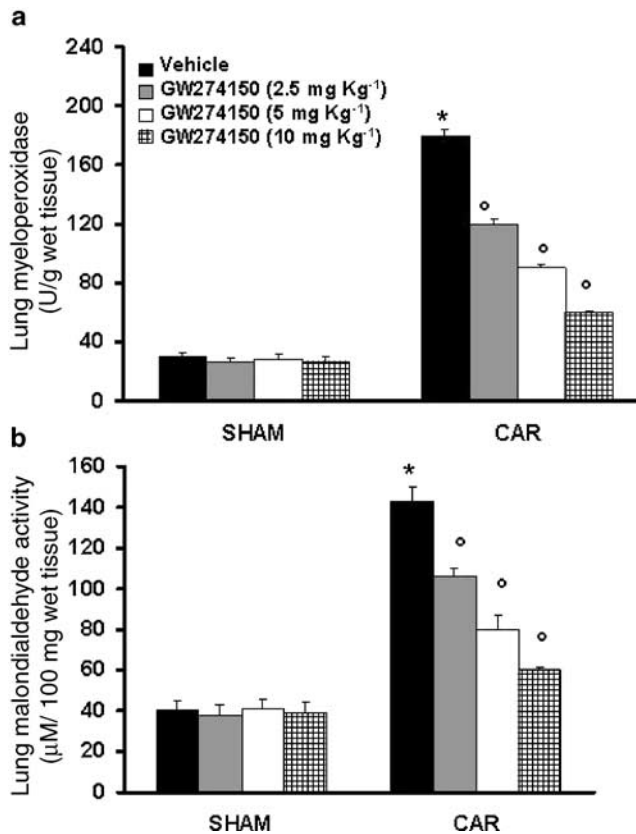 a
Lung myeloperoxidase
(U/g wet tissue)
240
200
160
120
80
40
0
Vehicle
GW274150 (2.5 mg Kg⁻¹)
GW274150 (5 mg Kg⁻¹)
GW274150 (10 mg Kg⁻¹)
*
°
°
°
SHAM
CAR
b
Lung malondialdehyde activity
(µM/ 100 mg wet tissue)
160
140
120
100
80
60
40
20
0
*
°
°
°
SHAM
CAR